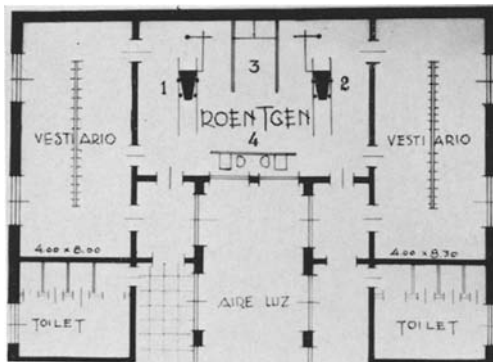 3
1
2
ROENTGEN
4
VESTIARIO
VESTIARIO
4.00 x 8.00
4.00 x 8.30
AIRE LUZ
TOILET
TOILET